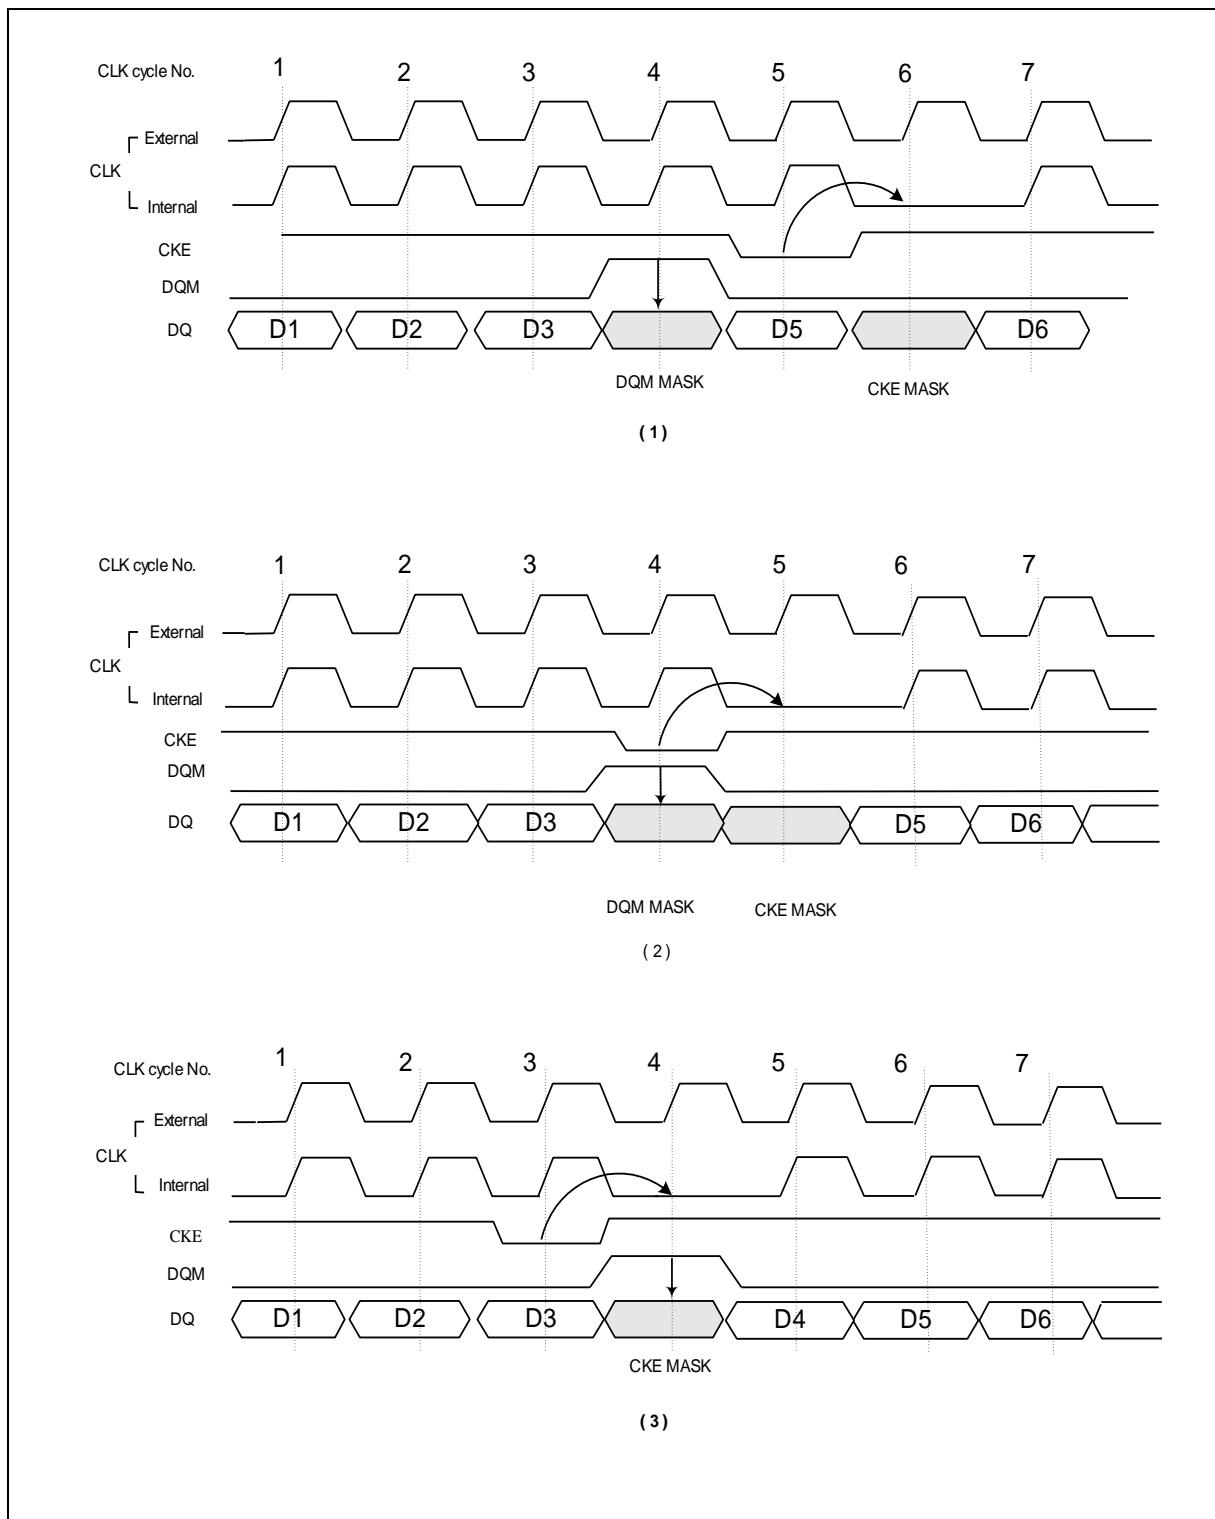 CLK cycle No. 1 2 3 4 5 6 7
External
CLK
Internal
CKE
DQM
DQ D1 D2 D3 D5 D6
DQM MASK CKE MASK
( 1 )
CLK cycle No. 1 2 3 4 5 6 7
External
CLK
Internal
CKE
DQM
DQ D1 D2 D3 D5 D6
DQM MASK CKE MASK
( 2 )
CLK cycle No. 1 2 3 4 5 6 7
External
CLK
Internal
CKE
DQM
DQ D1 D2 D3 D4 D5 D6
CKE MASK
( 3 )